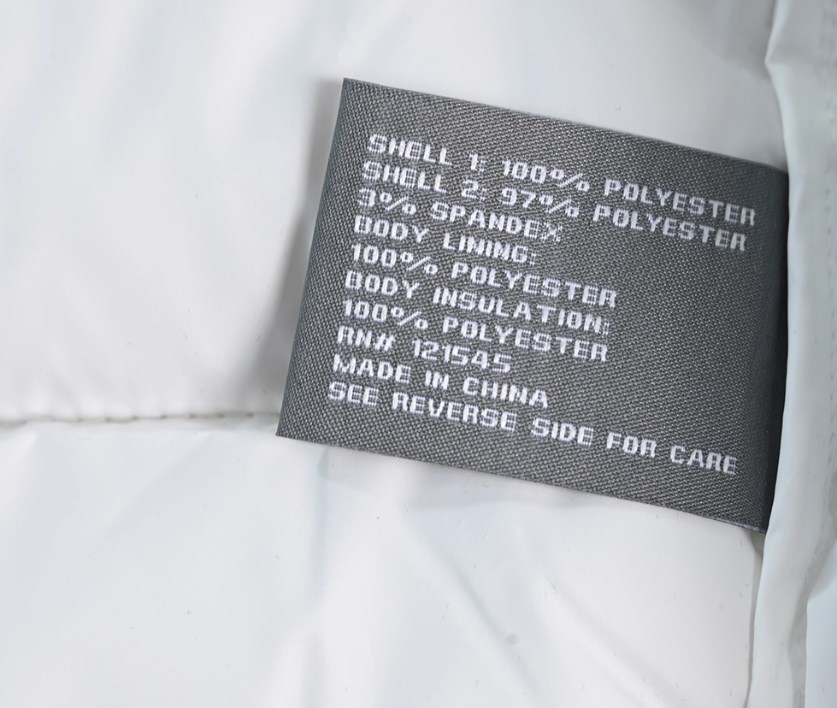 SHELL 1: 100% POLYESTER
SHELL 2: 97% POLYESTER
3% SPANDEX
BODY LINING:
100% POLYESTER
BODY INSULATION:
100% POLYESTER
RN# 121545
MADE IN CHINA
SEE REVERSE SIDE FOR CARE